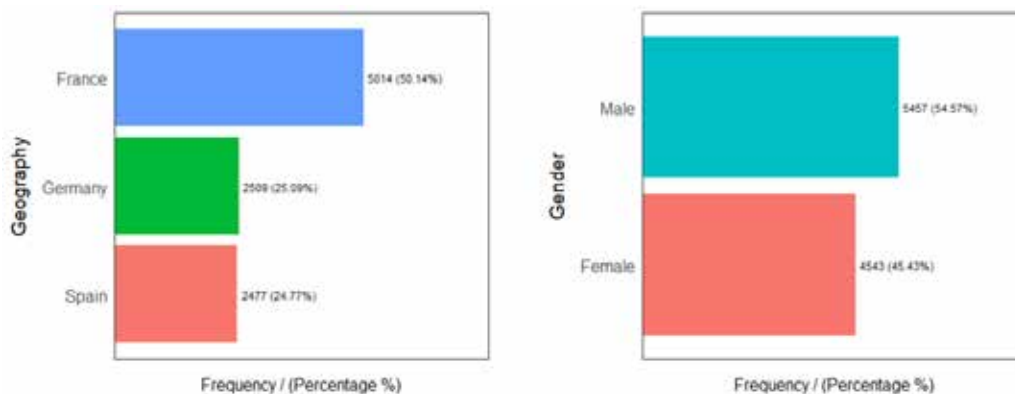 Geography
France
5014 (50.14%)
Germany
2509 (25.09%)
Spain
2477 (24.77%)
Frequency / (Percentage %)
Gender
Male
5457 (54.57%)
Female
4543 (45.43%)
Frequency / (Percentage %)